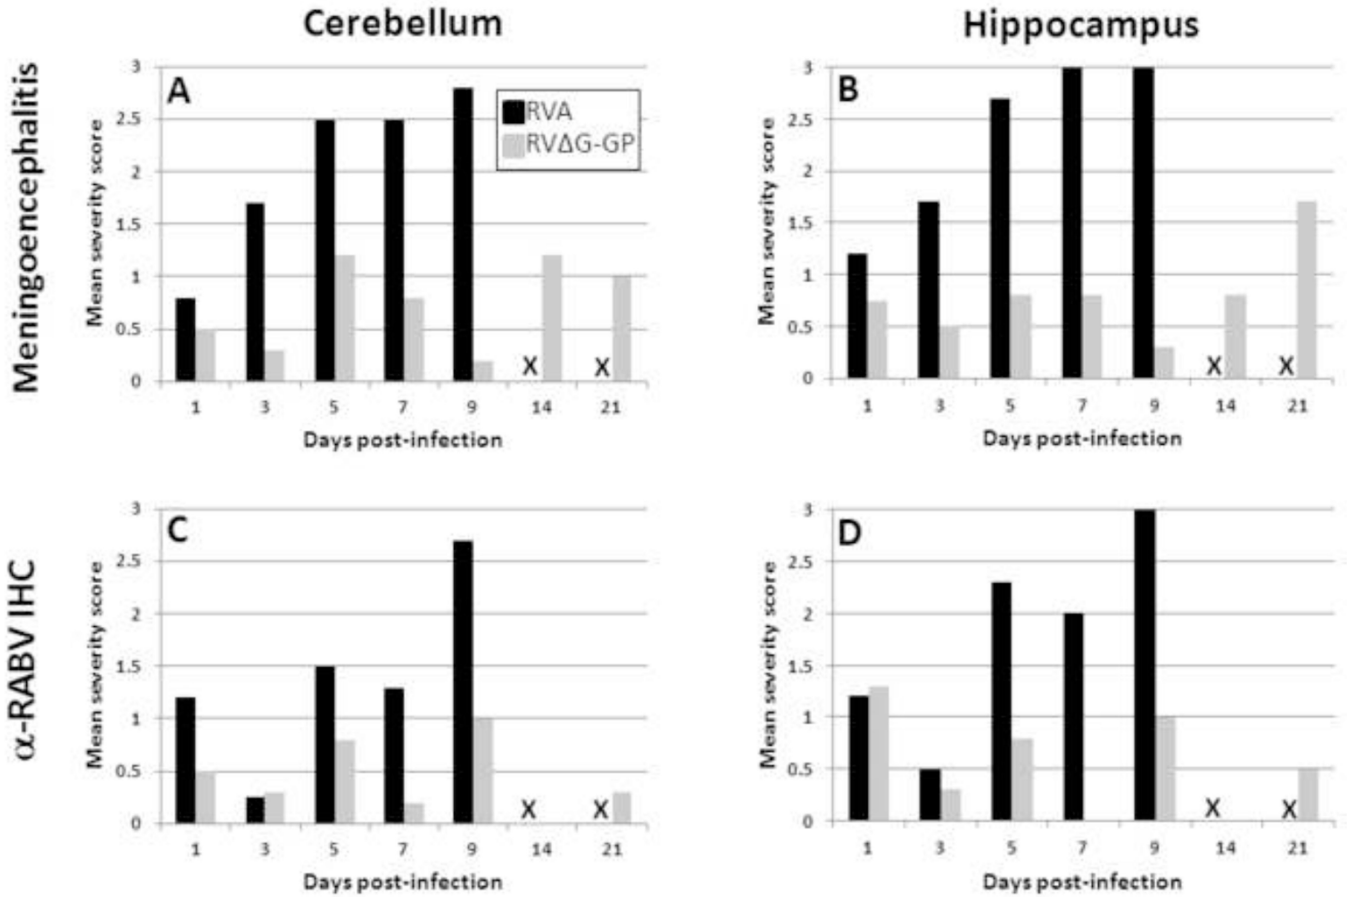 Cerebellum
Hippocampus
Meningoencephalitis
A
Mean severity score
3
2.5
2
1.5
1
0.5
0
RVA
RVΔG-GP
X X
1 3 5 7 9 14 21
Days post-infection
B
Mean severity score
3
2.5
2
1.5
1
0.5
0
X X
1 3 5 7 9 14 21
Days post-infection
α-RABV IHC
C
Mean severity score
3
2.5
2
1.5
1
0.5
0
X X
1 3 5 7 9 14 21
Days post-infection
D
Mean severity score
3
2.5
2
1.5
1
0.5
0
X X
1 3 5 7 9 14 21
Days post-infection